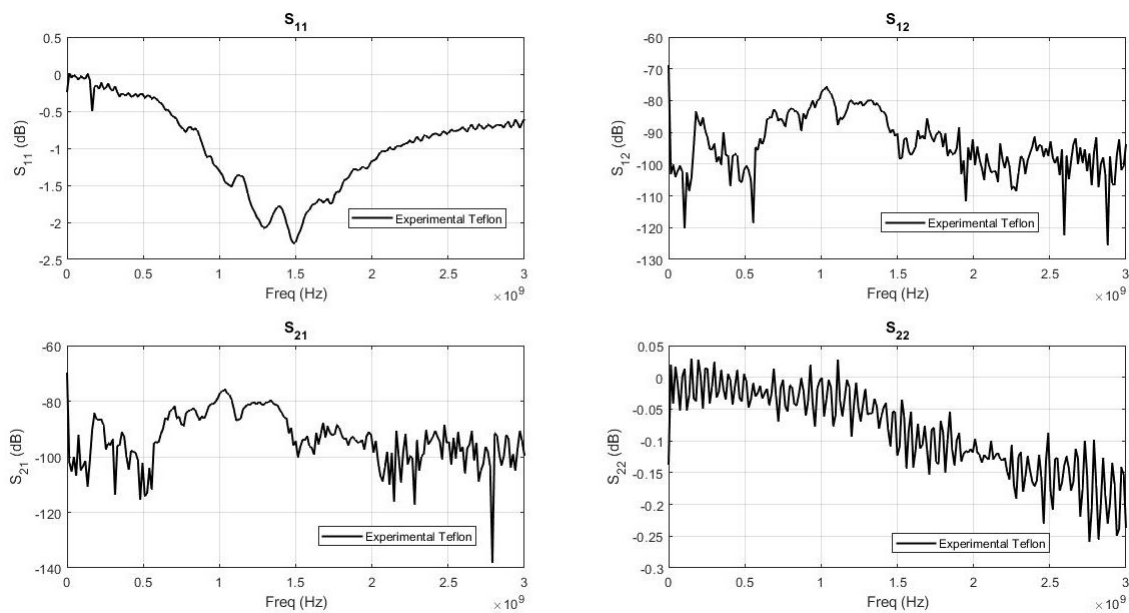 S11
S11 (dB)
0.5
0
-0.5
-1
-1.5
-2
-2.5
Experimental Teflon
0 0.5 1 1.5 2 2.5 3
Freq (Hz)
×10^9
S12
S12 (dB)
-60
-70
-80
-90
-100
-110
-120
-130
Experimental Teflon
0 0.5 1 1.5 2 2.5 3
Freq (Hz)
×10^9
S21
S21 (dB)
-60
-80
-100
-120
-140
Experimental Teflon
0 0.5 1 1.5 2 2.5 3
Freq (Hz)
×10^9
S22
S22 (dB)
0.05
0
-0.05
-0.1
-0.15
-0.2
-0.25
-0.3
Experimental Teflon
0 0.5 1 1.5 2 2.5 3
Freq (Hz)
×10^9